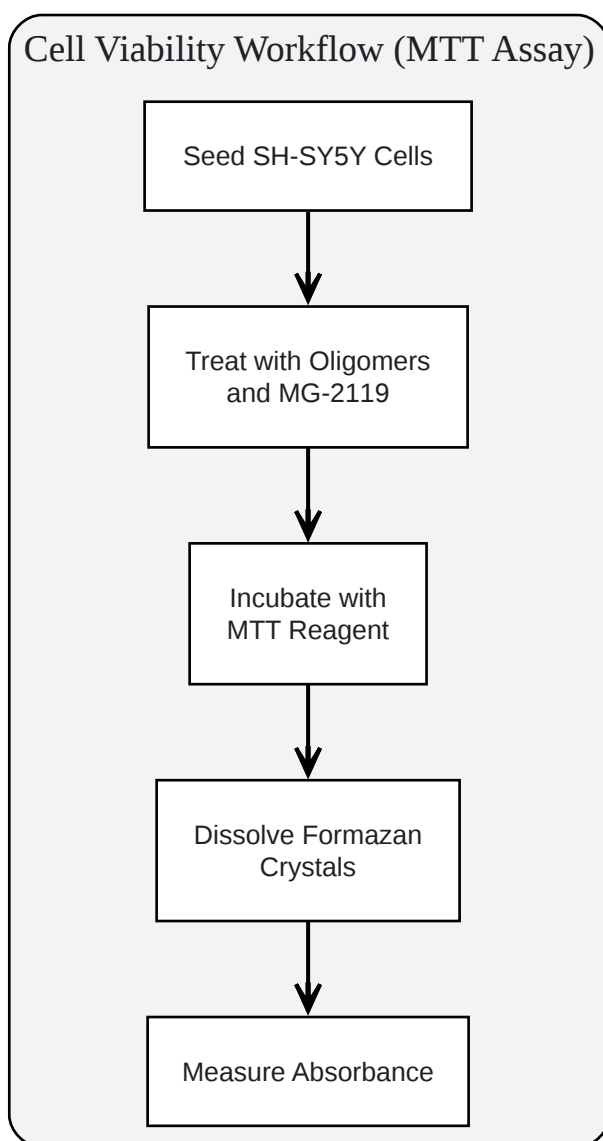 Cell Viability Workflow (MTT Assay)
Seed SH-SY5Y Cells
Treat with Oligomers
and MG-2119
Incubate with
MTT Reagent
Dissolve Formazan
Crystals
Measure Absorbance